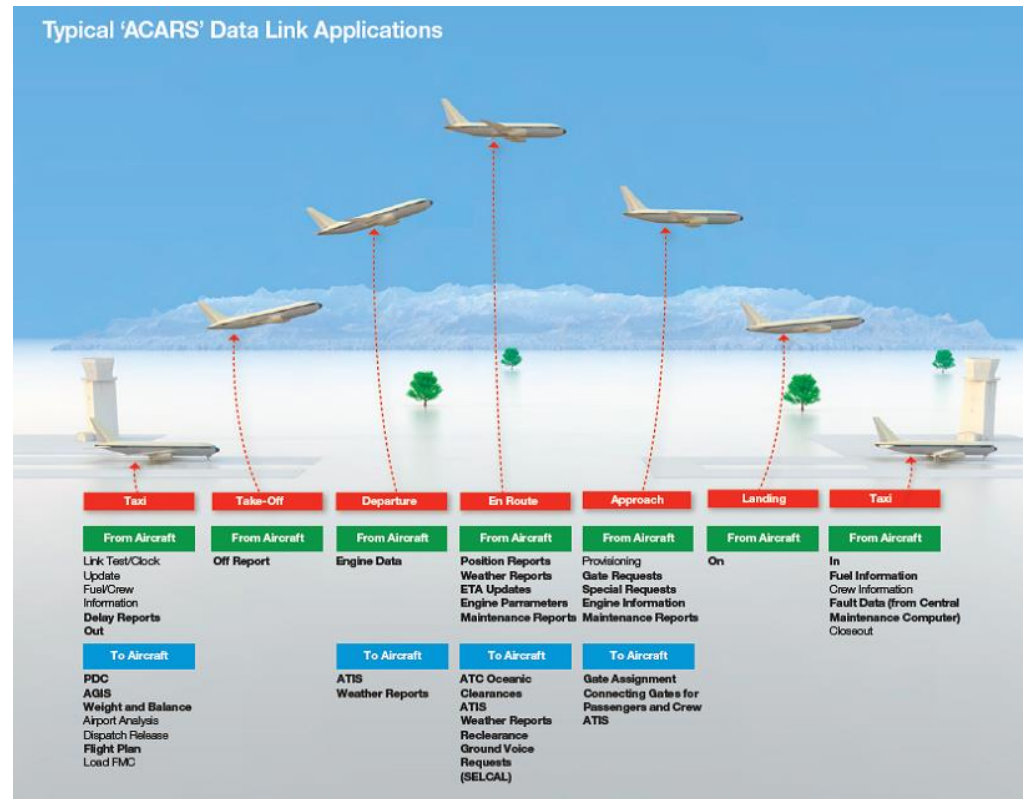 Typical 'ACARS' Data Link Applications
Taxi
Take-Off
Departure
En Route
Approach
Landing
Taxi
From Aircraft
From Aircraft
From Aircraft
From Aircraft
From Aircraft
From Aircraft
From Aircraft
Link Test/Clock
Update
Fuel/Crew
Information
Delay Reports
Out
Off Report
Engine Data
Position Reports
Weather Reports
ETA Updates
Engine Parrameters
Maintenance Reports
Provisioning
Gate Requests
Special Requests
Engine Information
Maintenance Reports
On
In
Fuel Information
Crew Information
Fault Data (from Central
Maintenance Computer)
Closeout
To Aircraft
To Aircraft
To Aircraft
To Aircraft
PDC
AGIS
Weight and Balance
Airport Analysis
Dispatch Release
Flight Plan
Load FMC
ATIS
Weather Reports
ATC Oceanic
Clearances
ATIS
Weather Reports
Reclearance
Ground Voice
Requests
(SELCAL)
Gate Assignment
Connecting Gates for
Passengers and Crew
ATIS